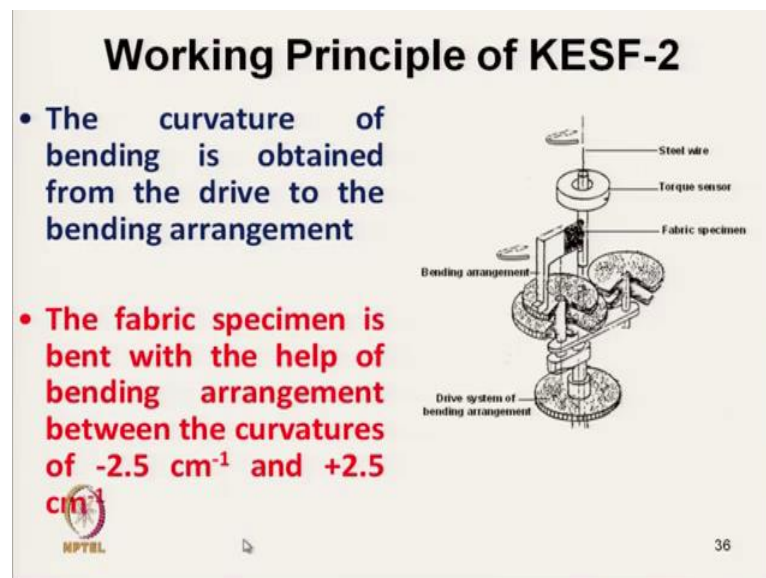 Working Principle of KESF-2
• The curvature of
bending is obtained
from the drive to the
bending arrangement
• The fabric specimen is
bent with the help of
bending arrangement
between the curvatures
of -2.5 cm⁻¹ and +2.5
cm⁻¹
Steel wire
Torque sensor
Fabric specimen
Bending arrangement
Drive system of
bending arrangement
NPTEL
36